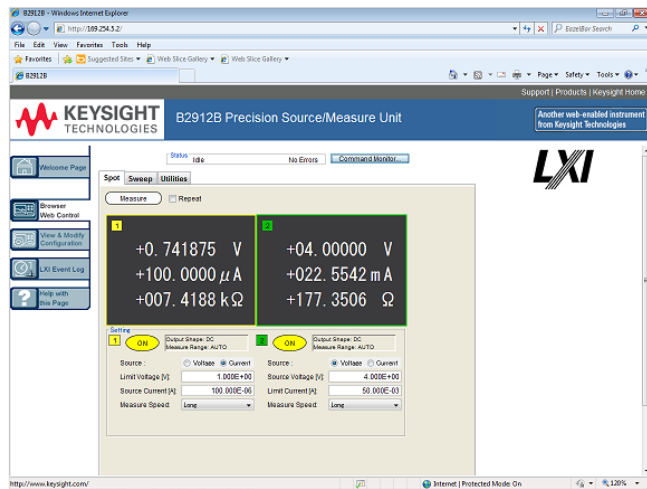 B2912B - Windows Internet Explorer
http://169.254.5.2/
EazelBar Search
File Edit View Favorites Tools Help
Favorites Suggested Sites Web Slice Gallery Web Slice Gallery
B2912B
Page Safety Tools
Support | Products | Keysight Home
KEYSIGHT
TECHNOLOGIES
B2912B Precision Source/Measure Unit
Another web-enabled instrument
from Keysight Technologies
Welcome Page
Browser
Web Control
View & Modify
Configuration
LXI Event Log
Help with
this Page
Status
Idle No Errors Command Monitor...
LXI
Spot Sweep Utilities
Measure Repeat
1
+0. 741875 V
+100. 0000 μA
+007. 4188 kΩ
2
+04. 00000 V
+022. 5542 mA
+177. 3506 Ω
Setting
1 ON Output Shape: DC
Measure Range: AUTO
Source : Voltage Current
Limit Voltage [V]: 1.000E+00
Source Current [A]: 100.000E-06
Measure Speed: Long
2 ON Output Shape: DC
Measure Range: AUTO
Source : Voltage Current
Source Voltage [V]: 4.000E+00
Limit Current [A]: 50.000E-03
Measure Speed: Long
http://www.keysight.com/ Internet | Protected Mode: On 120%